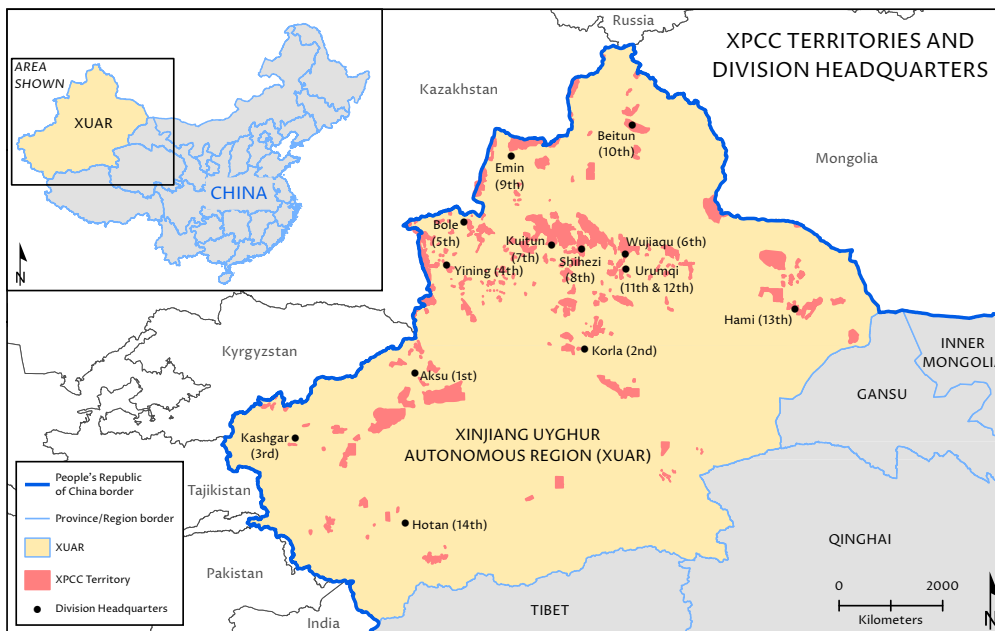 XPCC TERRITORIES AND
DIVISION HEADQUARTERS
AREA
SHOWN
XUAR
CHINA
N
Russia
Kazakhstan
Mongolia
Beitun
(10th)
Emin
(9th)
Bole
(5th)
Kuitun
(7th)
Wujiaqu (6th)
Yining (4th)
Shihezi
(8th)
Urumqi
(11th & 12th)
Hami (13th)
Korla (2nd)
Kyrgyzstan
Aksu (1st)
INNER
MONGOLIA
GANSU
Kashgar
(3rd)
XINJIANG UYGHUR
AUTONOMOUS REGION (XUAR)
Tajikistan
Hotan (14th)
QINGHAI
Pakistan
TIBET
India
People's Republic
of China border
Province/Region border
XUAR
XPCC Territory
Division Headquarters
0 2000
Kilometers
N